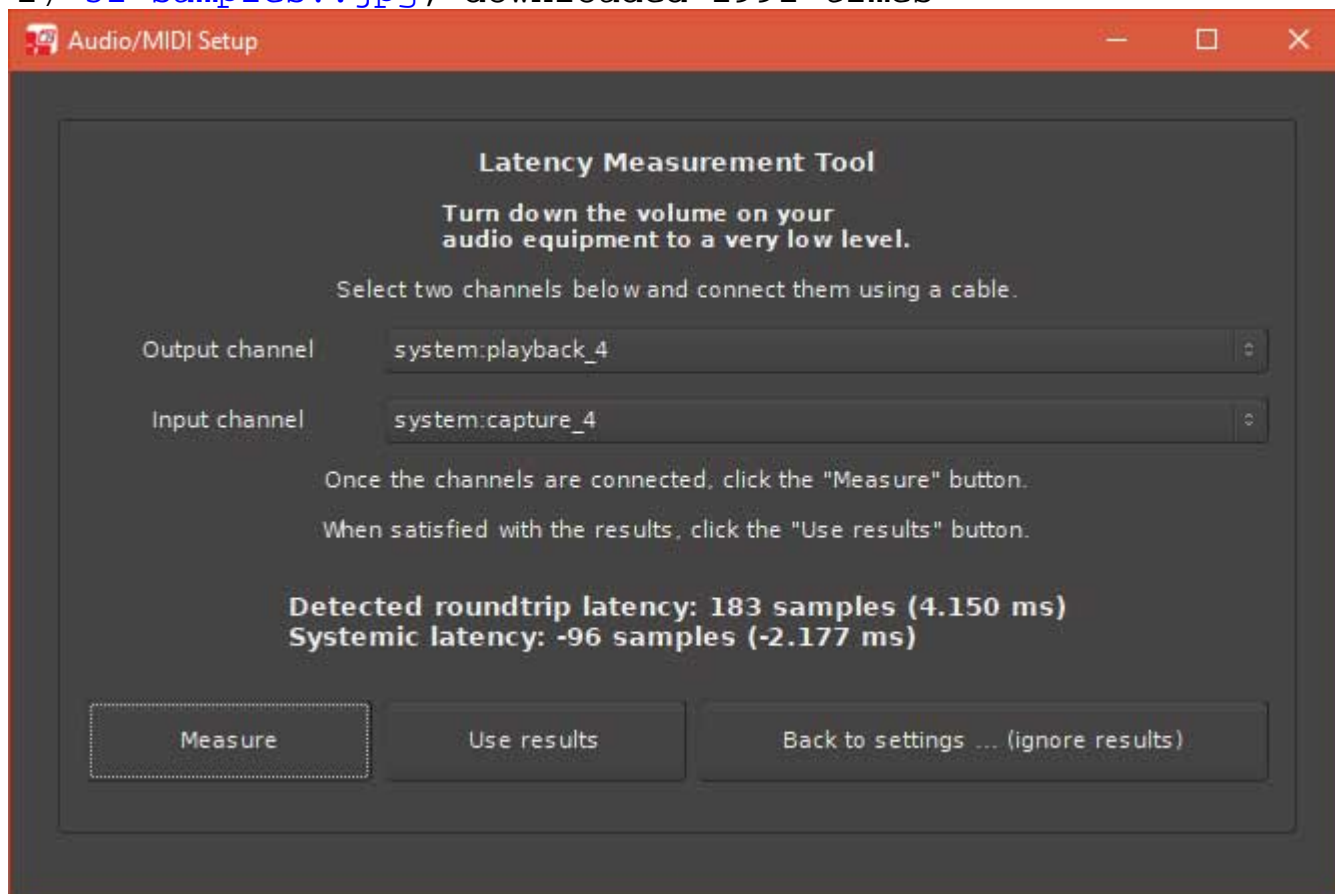 Audio/MIDI Setup
Latency Measurement Tool
Turn down the volume on your
audio equipment to a very low level.
Select two channels below and connect them using a cable.
Output channel system:playback_4
Input channel system:capture_4
Once the channels are connected, click the "Measure" button.
When satisfied with the results, click the "Use results" button.
Detected roundtrip latency: 183 samples (4.150 ms)
Systemic latency: -96 samples (-2.177 ms)
Measure Use results Back to settings ... (ignore results)